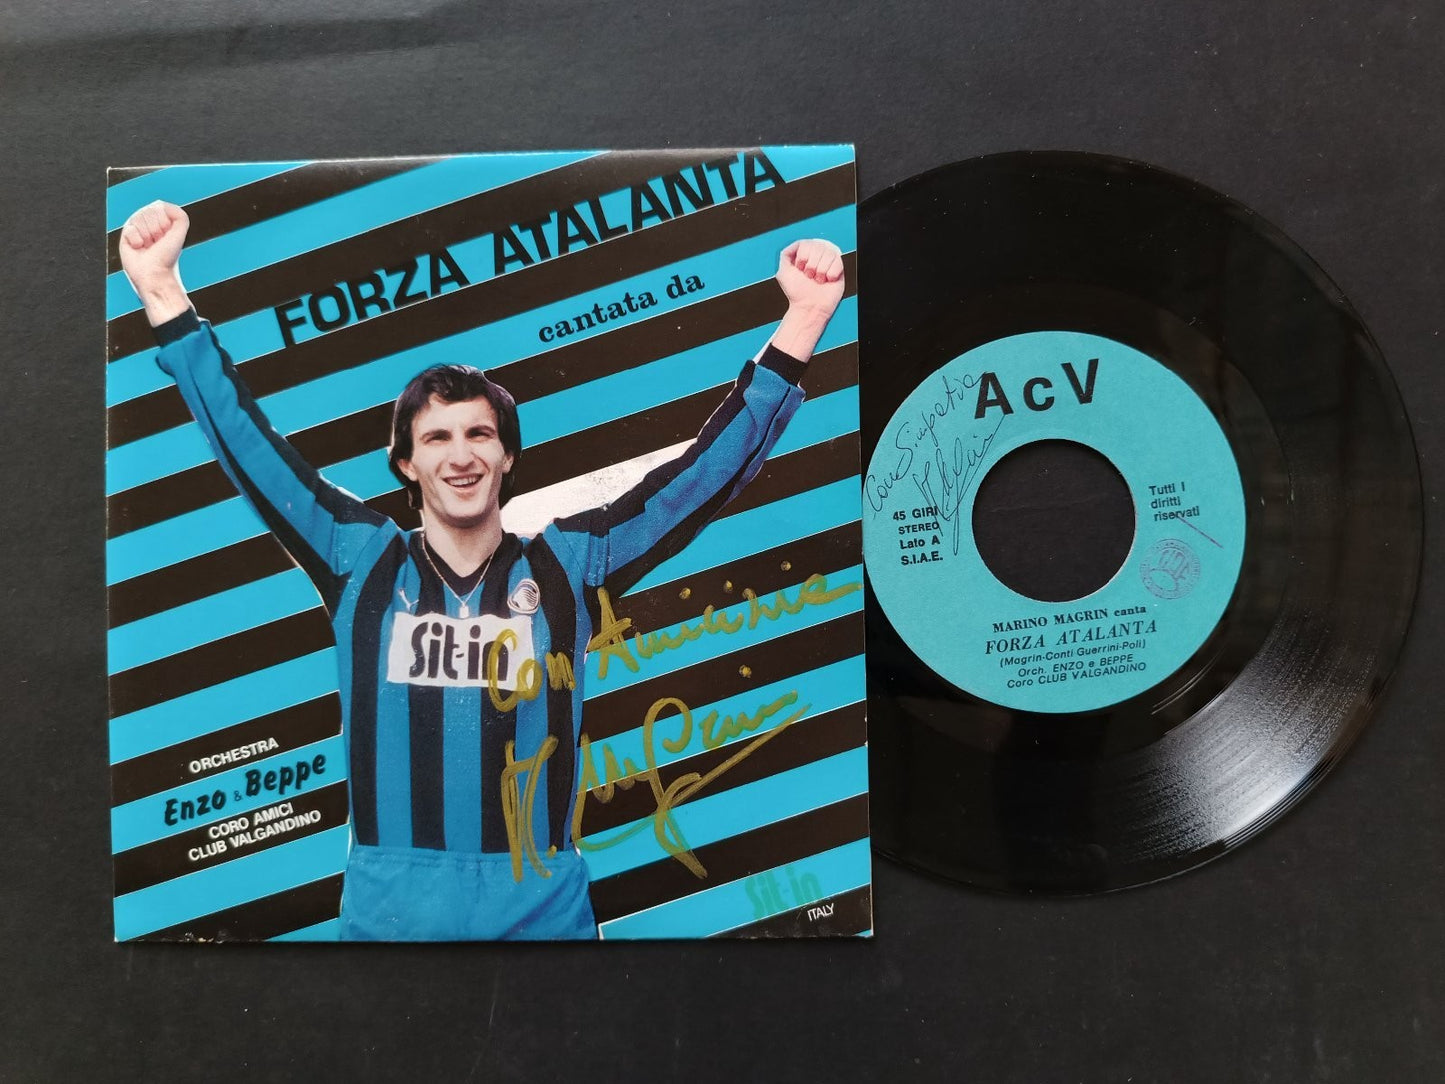 FORZA ATALANTA
cantata da
Sit-in
Con Amicizia
ORCHESTRA
Enzo & Beppe
CORO AMICI
CLUB VALGANDINO
Sit-in
ITALY
AcV
Con Simpatia
45 GIRI
STEREO
Lato A
S.I.A.E.
Tutti i
diritti
riservati
MARINO MAGRIN canta
FORZA ATALANTA
(Magrin-Conti Guerrini-Poli)
Orch. ENZO e BEPPE
Coro CLUB VALGANDINO